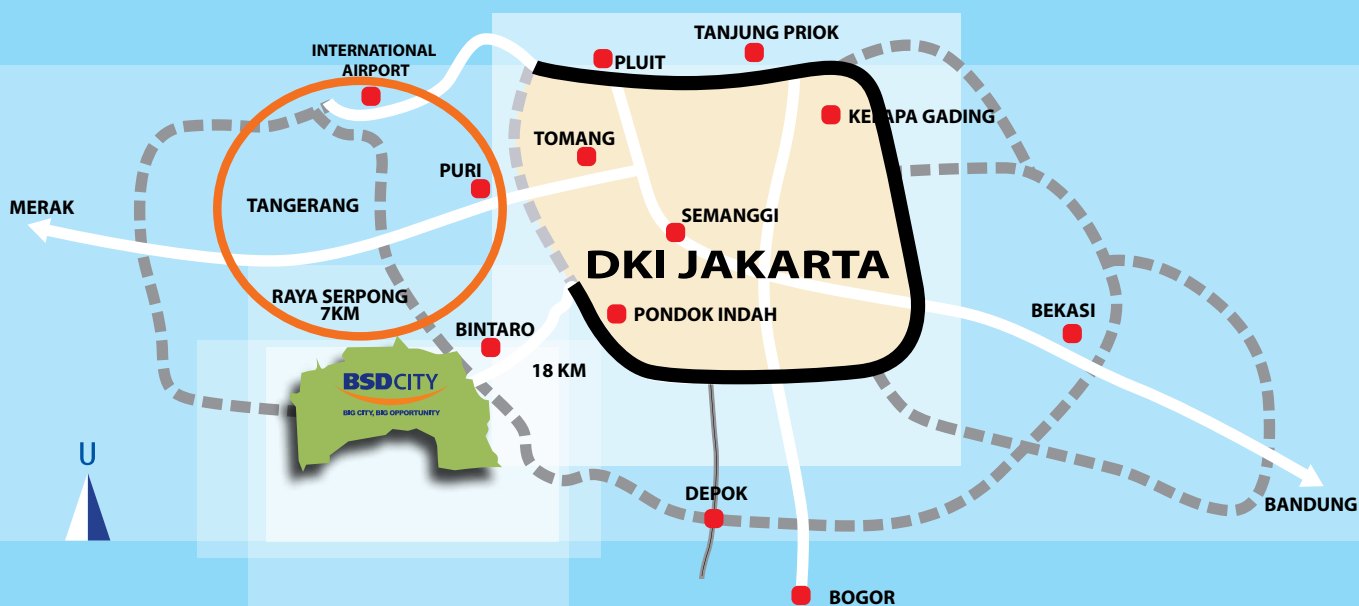 TANJUNG PRIOK
INTERNATIONAL
AIRPORT
PLUIT
KELAPA GADING
TOMANG
PURI
TANGERANG
MERAK
SEMANGGI
DKI JAKARTA
RAYA SERPONG
7KM
PONDOK INDAH
BEKASI
BINTARO
18 KM
BSDCITY
BIG CITY, BIG OPPORTUNITY
U
DEPOK
BANDUNG
BOGOR